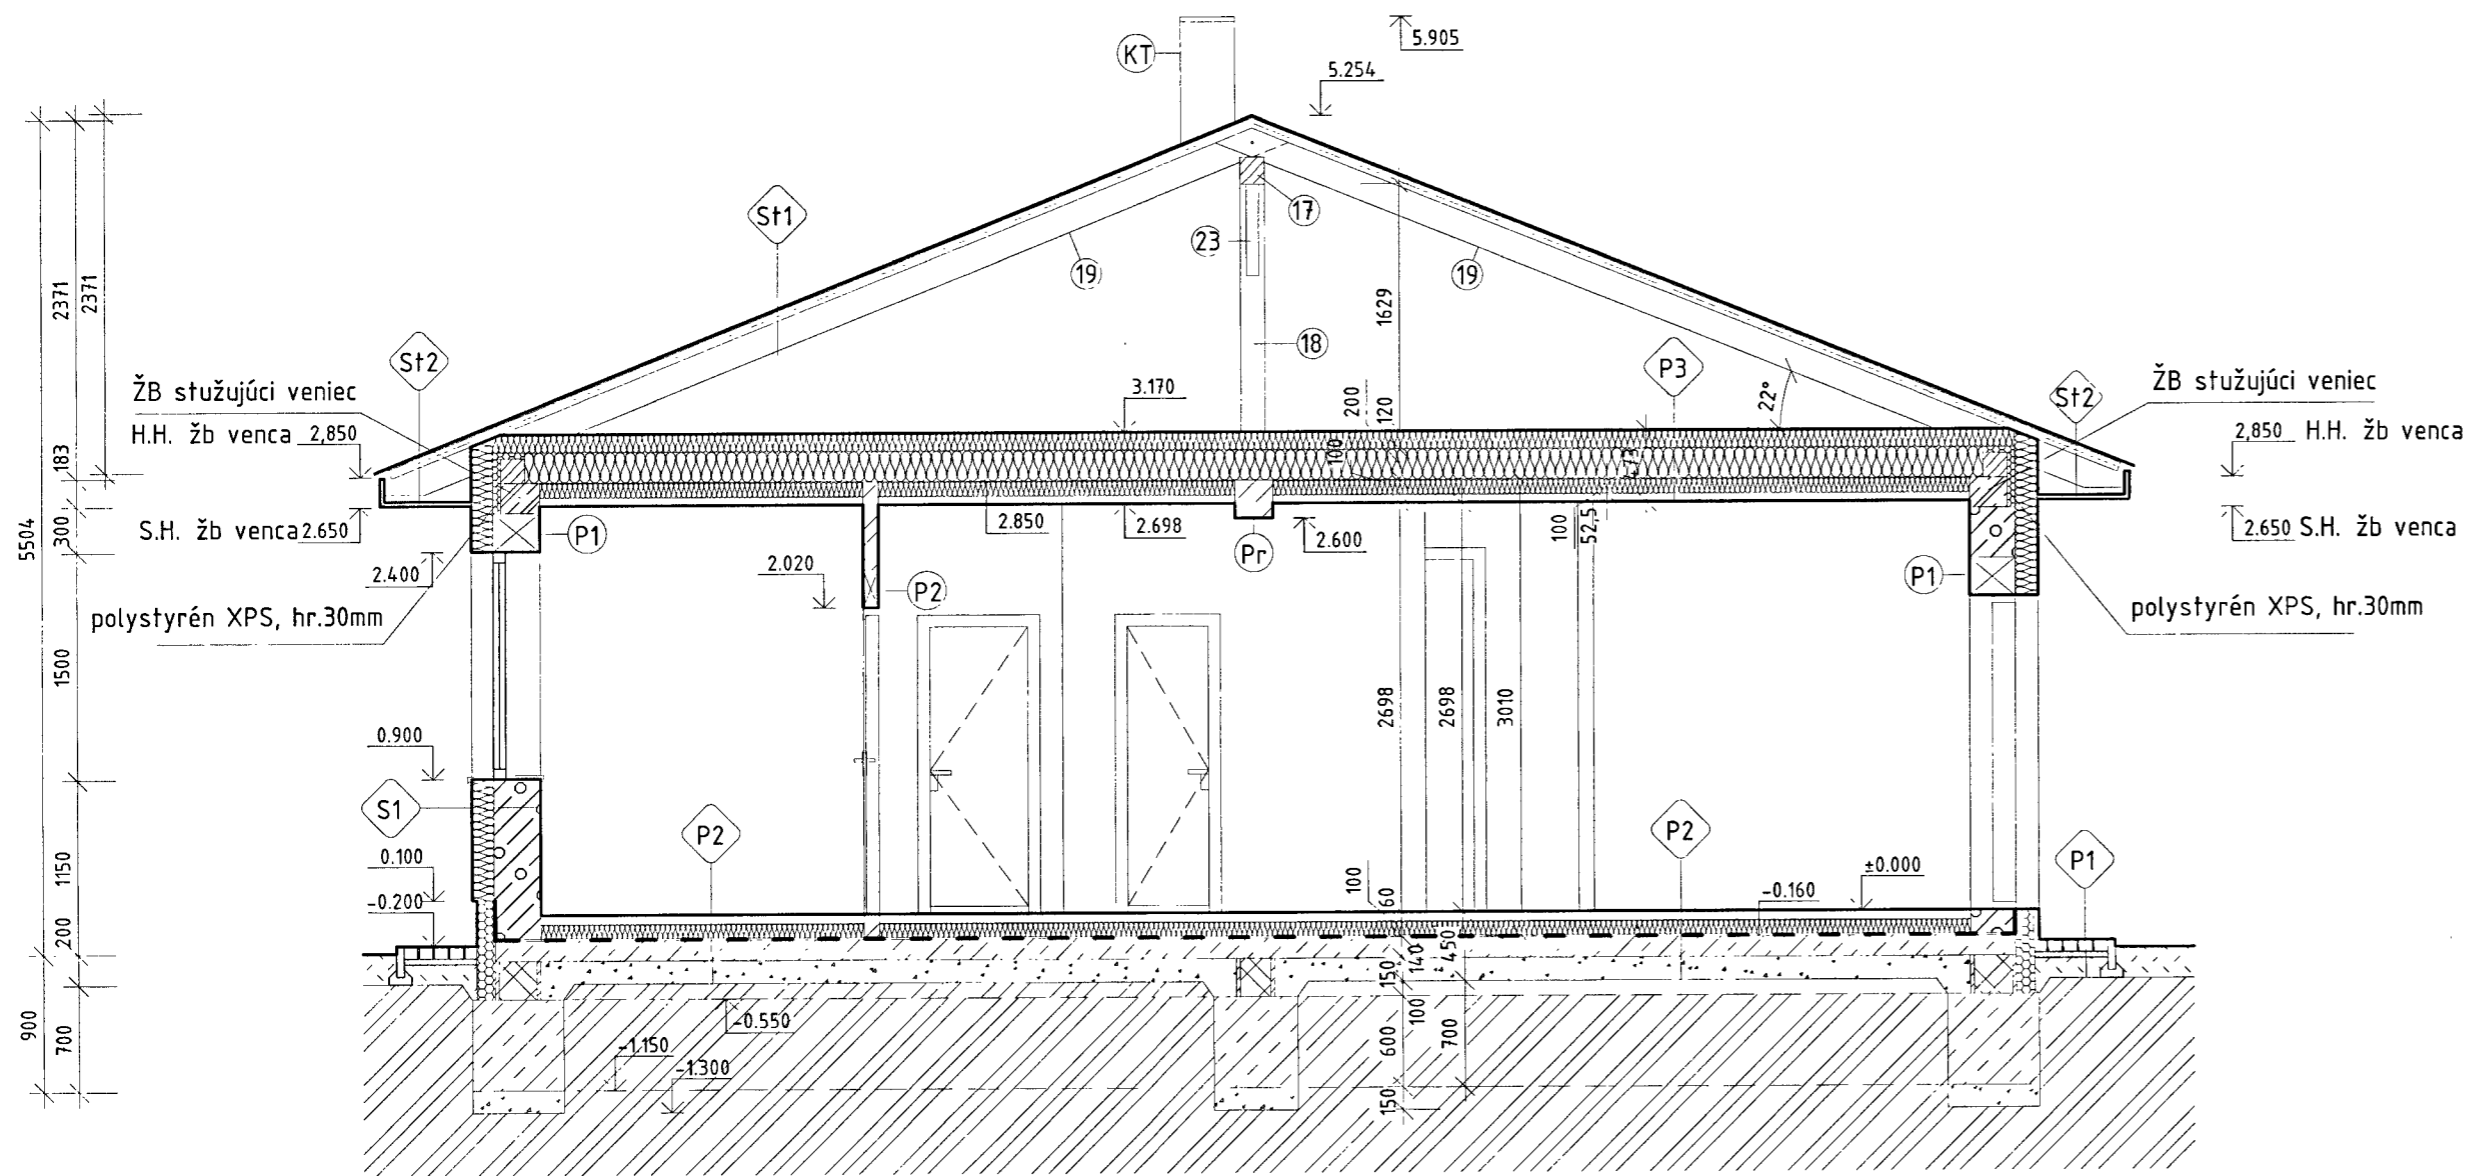 5.905
KT
5.254
St1
17
23
19
19
2371
2371
1629
18
St2
P3
22°
ŽB stužujúci veniec
3.170
200
120
St2
ŽB stužujúci veniec
H.H. žb venca 2,850
2,850 H.H. žb venca
183
100
S.H. žb venca 2.650
2.850
2.698
2.600
100
52,5
2.650 S.H. žb venca
5504
300
P1
Pr
2.400
2.020
P2
P1
polystyrén XPS, hr.30mm
polystyrén XPS, hr.30mm
1500
2698
2698
3010
0.900
S1
P2
P2
0.100
1150
100
60
-0.160
±0.000
P1
-0.200
200
140
450
150
-0.550
100
900
700
-1.150
600
700
-1.300
150